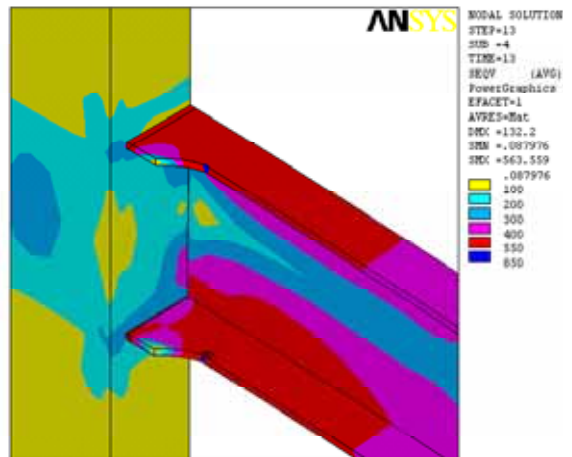 ANSYS
NODAL SOLUTION
STEP=13
SUB =4
TIME=13
SEQV (AVG)
PowerGraphics
EFACET=1
AVRES=Mat
DMX =132.2
SMN =.087976
SMX =563.559
.087976
100
200
300
400
550
850